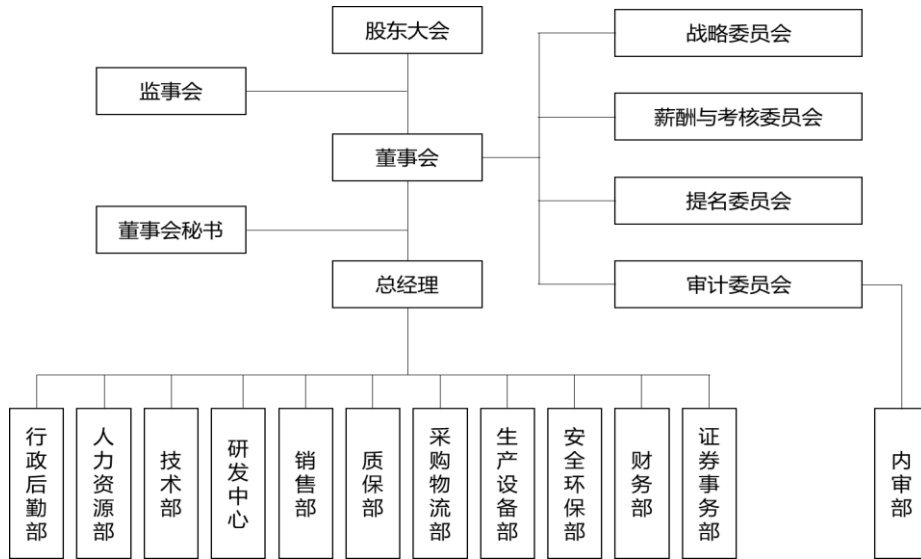 股东大会
战略委员会
监事会
薪酬与考核委员会
董事会
提名委员会
董事会秘书
总经理
审计委员会
行政后勤部
人力资源部
技术部
研发中心
销售部
质保部
采购物流部
生产设备部
安全环保部
财务部
证券事务部
内审部